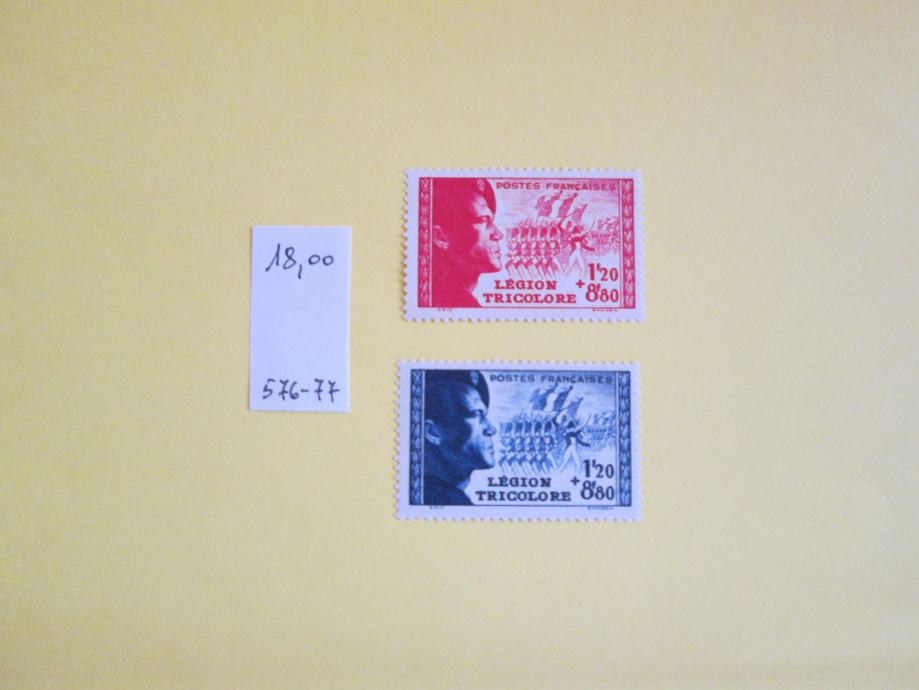 18,00
576-77
POSTES FRANÇAISES
1F20
LÉGION
+
TRICOLORE 8F80
POSTES FRANÇAISES
1F20
LÉGION
+
TRICOLORE 8F80